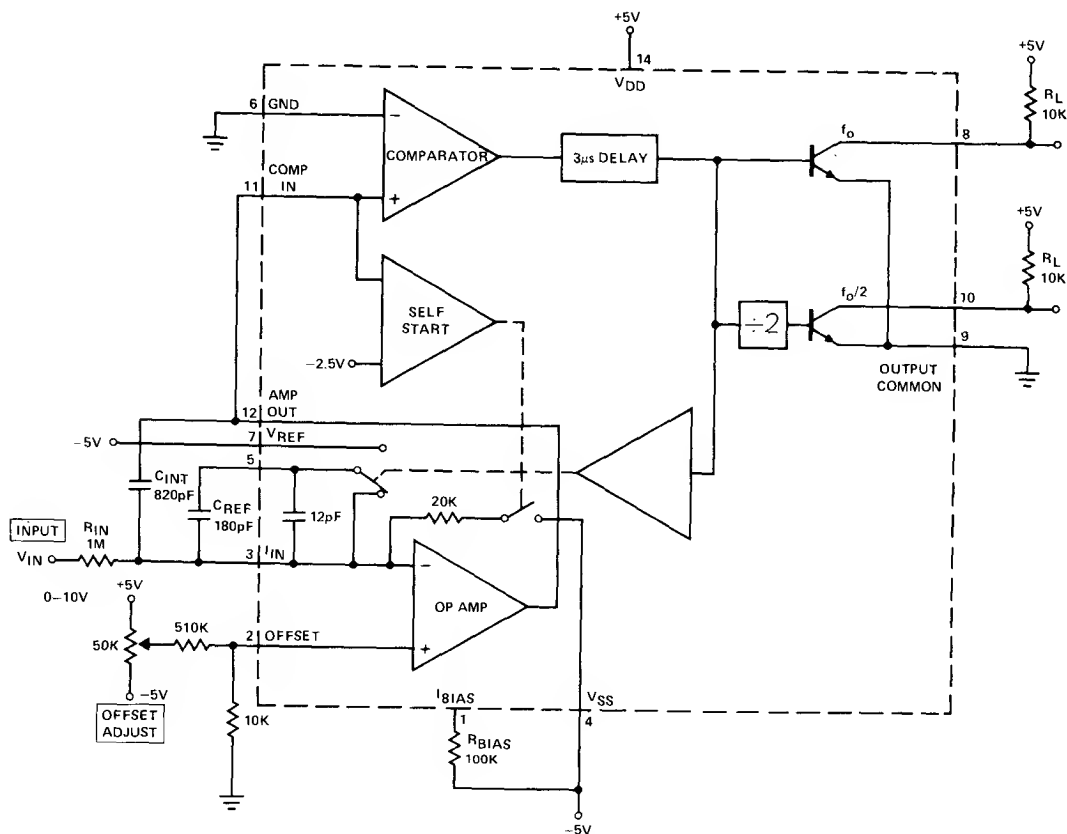 +5V
14
VDD
+5V
RL
10K
6 GND
COMPARATOR
−
+
3µs DELAY
fo
8
11
COMP
IN
SELF
START
−2.5V
+5V
RL
10K
÷2
fo/2
10
9
OUTPUT
COMMON
AMP
12 OUT
−5V
7 VREF
5
CINT
820pF
CREF
180pF
12pF
20K
INPUT
RIN
1M
VIN
0–10V
3 IIN
−
OP AMP
+
+5V
50K
510K
2 OFFSET
−5V
OFFSET
ADJUST
10K
IBIAS
1
RBIAS
100K
VSS
4
−5V